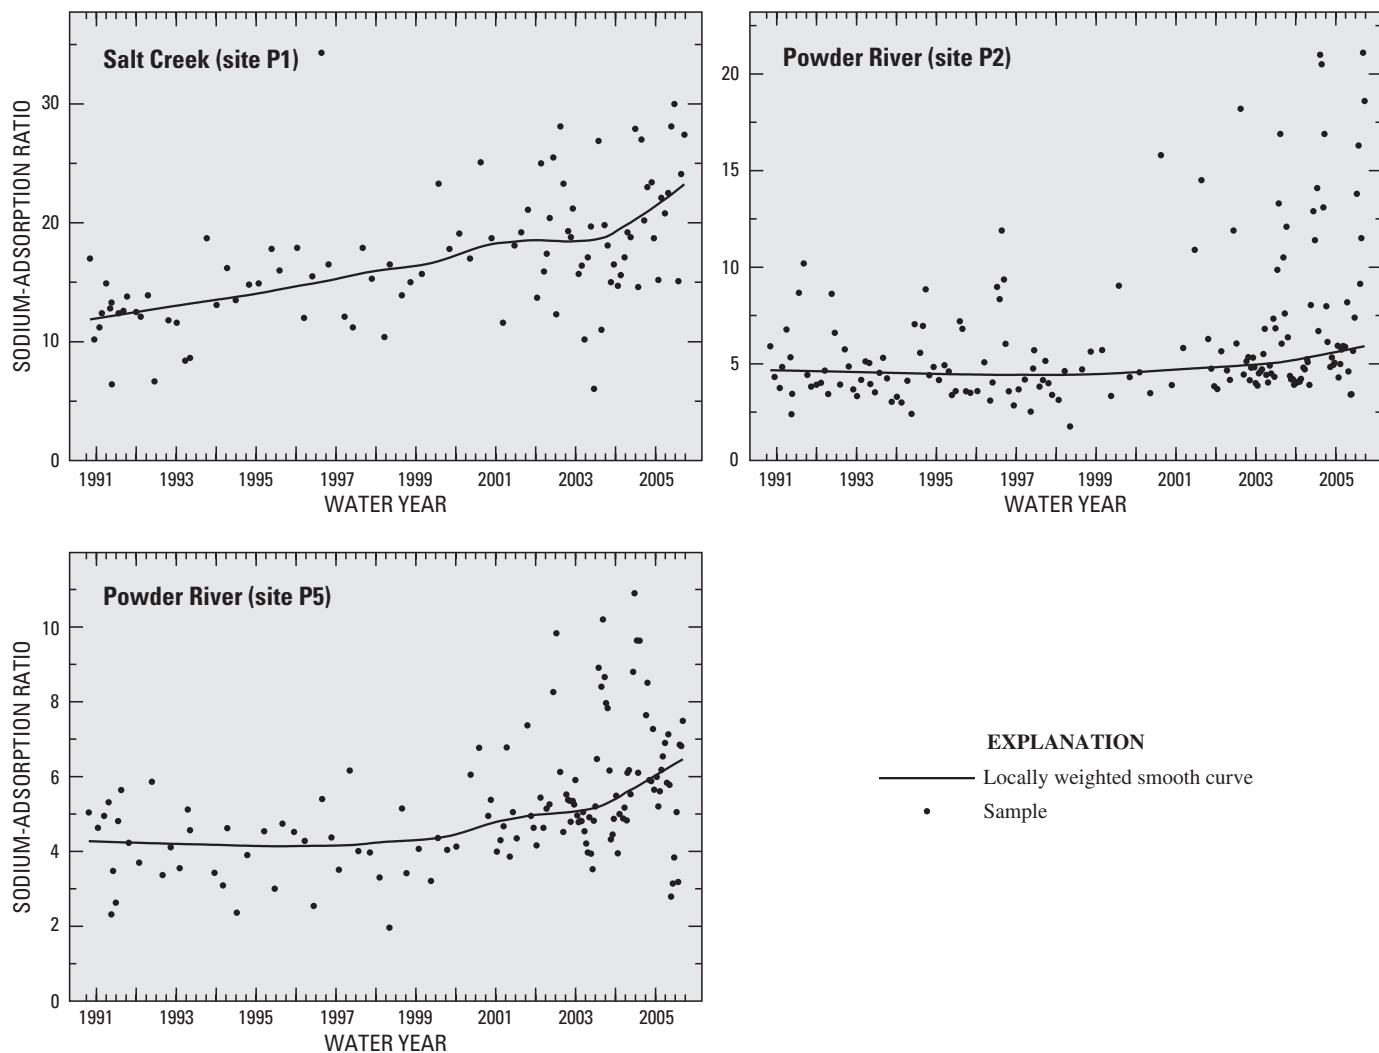 Salt Creek (site P1)
SODIUM-ADSORPTION RATIO
30
20
10
0
1991 1993 1995 1997 1999 2001 2003 2005
WATER YEAR
Powder River (site P2)
20
15
10
5
0
1991 1993 1995 1997 1999 2001 2003 2005
WATER YEAR
Powder River (site P5)
SODIUM-ADSORPTION RATIO
10
8
6
4
2
0
1991 1993 1995 1997 1999 2001 2003 2005
WATER YEAR
EXPLANATION
Locally weighted smooth curve
Sample